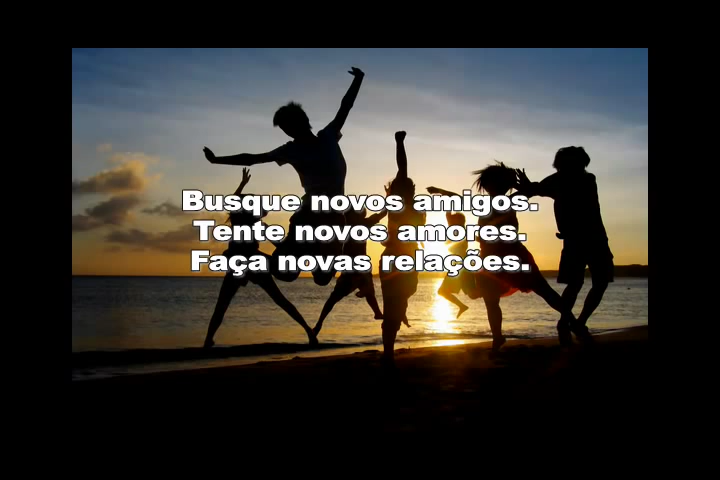 Busque novos amigos.
Tente novos amores.
Faça novas relações.